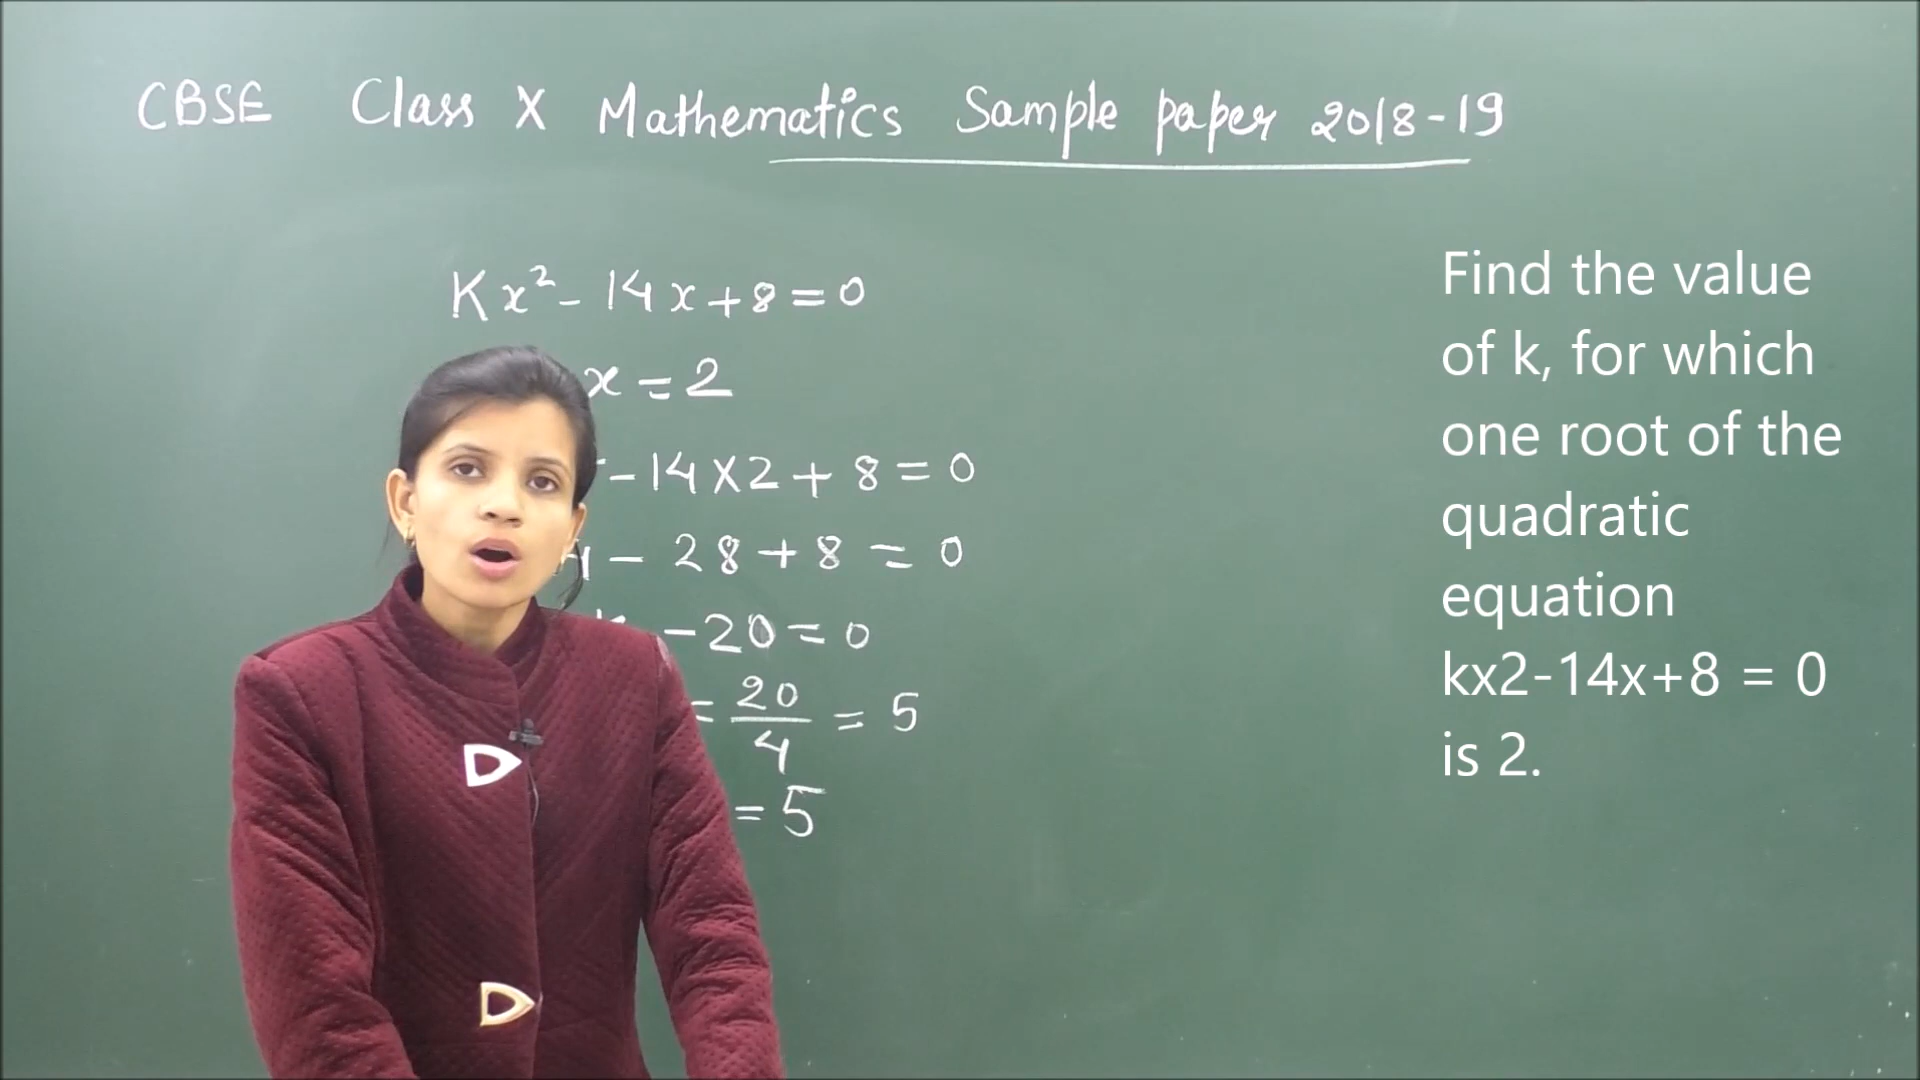 CBSE Class X Mathematics Sample paper 2018-19
Kx² - 14x + 8 = 0
x = 2
- 14 X 2 + 8 = 0
- 28 + 8 = 0
- 20 = 0
= 20/4 = 5
= 5
Find the value
of k, for which
one root of the
quadratic
equation
kx2-14x+8 = 0
is 2.